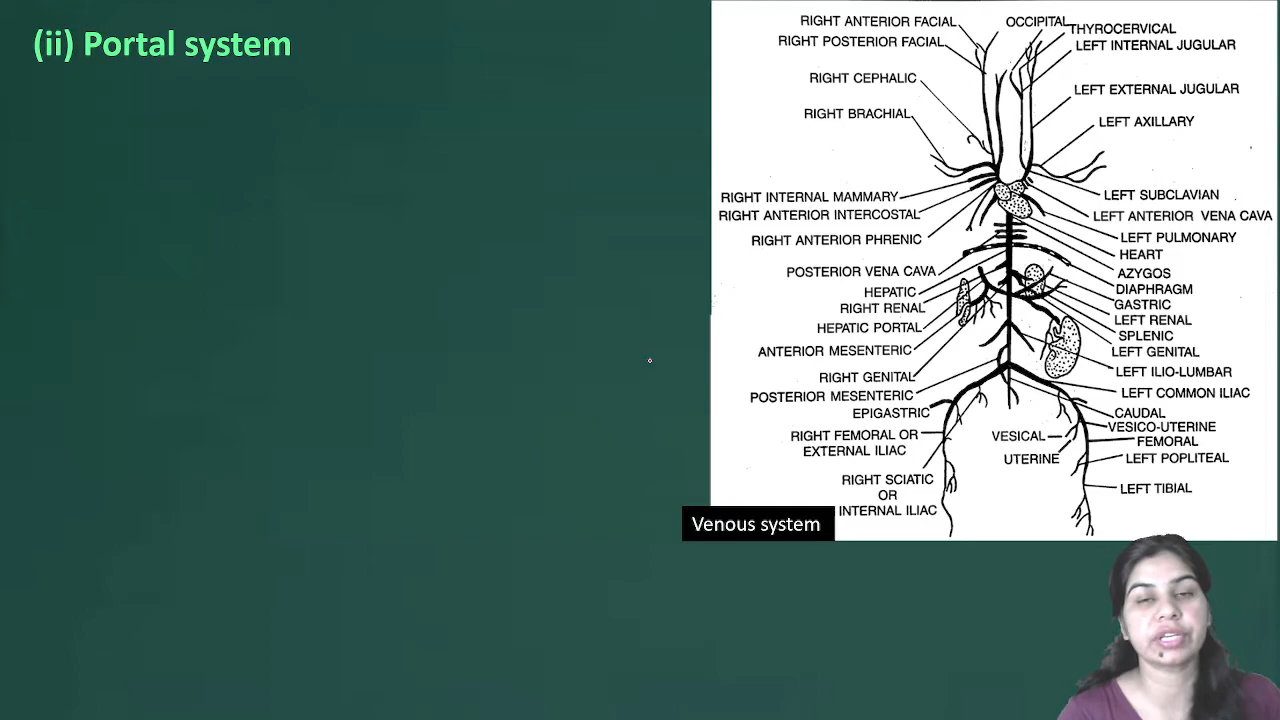 (ii) Portal system
RIGHT ANTERIOR FACIAL
RIGHT POSTERIOR FACIAL
RIGHT CEPHALIC
RIGHT BRACHIAL
RIGHT INTERNAL MAMMARY
RIGHT ANTERIOR INTERCOSTAL
RIGHT ANTERIOR PHRENIC
POSTERIOR VENA CAVA
HEPATIC
RIGHT RENAL
HEPATIC PORTAL
ANTERIOR MESENTERIC
RIGHT GENITAL
POSTERIOR MESENTERIC
EPIGASTRIC
RIGHT FEMORAL OR
EXTERNAL ILIAC
RIGHT SCIATIC
OR
INTERNAL ILIAC
OCCIPITAL
THYROCERVICAL
LEFT INTERNAL JUGULAR
LEFT EXTERNAL JUGULAR
LEFT AXILLARY
LEFT SUBCLAVIAN
LEFT ANTERIOR VENA CAVA
LEFT PULMONARY
HEART
AZYGOS
DIAPHRAGM
GASTRIC
LEFT RENAL
SPLENIC
LEFT GENITAL
LEFT ILIO-LUMBAR
LEFT COMMON ILIAC
CAUDAL
VESICO-UTERINE
VESICAL
FEMORAL
UTERINE
LEFT POPLITEAL
LEFT TIBIAL
Venous system